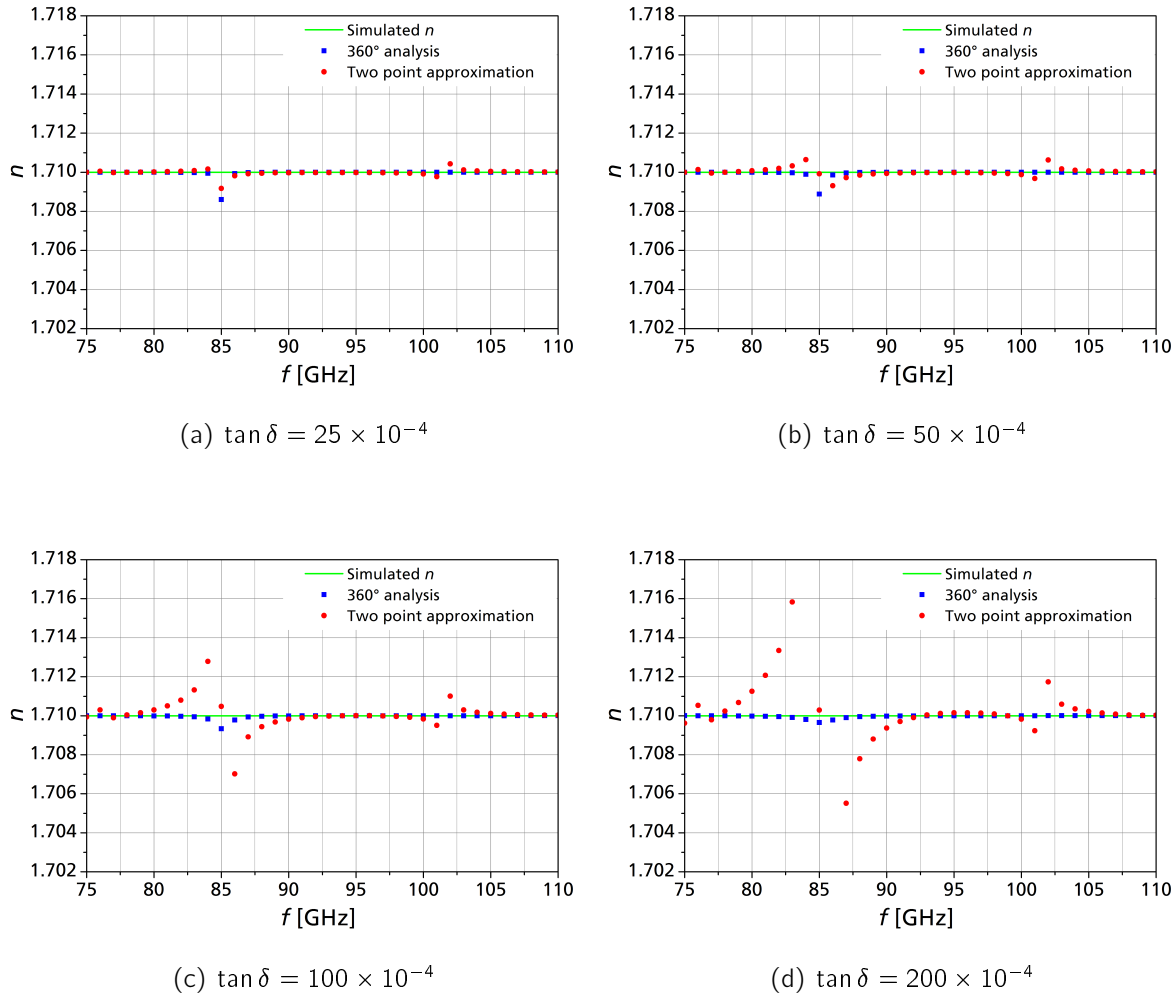 1.718
1.716
1.714
1.712
1.710
1.708
1.706
1.704
1.702
n
Simulated n
360° analysis
Two point approximation
75 80 85 90 95 100 105 110
f [GHz]
(a) tan δ = 25 × 10⁻⁴
1.718
1.716
1.714
1.712
1.710
1.708
1.706
1.704
1.702
n
Simulated n
360° analysis
Two point approximation
75 80 85 90 95 100 105 110
f [GHz]
(b) tan δ = 50 × 10⁻⁴
1.718
1.716
1.714
1.712
1.710
1.708
1.706
1.704
1.702
n
Simulated n
360° analysis
Two point approximation
75 80 85 90 95 100 105 110
f [GHz]
(c) tan δ = 100 × 10⁻⁴
1.718
1.716
1.714
1.712
1.710
1.708
1.706
1.704
1.702
n
Simulated n
360° analysis
Two point approximation
75 80 85 90 95 100 105 110
f [GHz]
(d) tan δ = 200 × 10⁻⁴